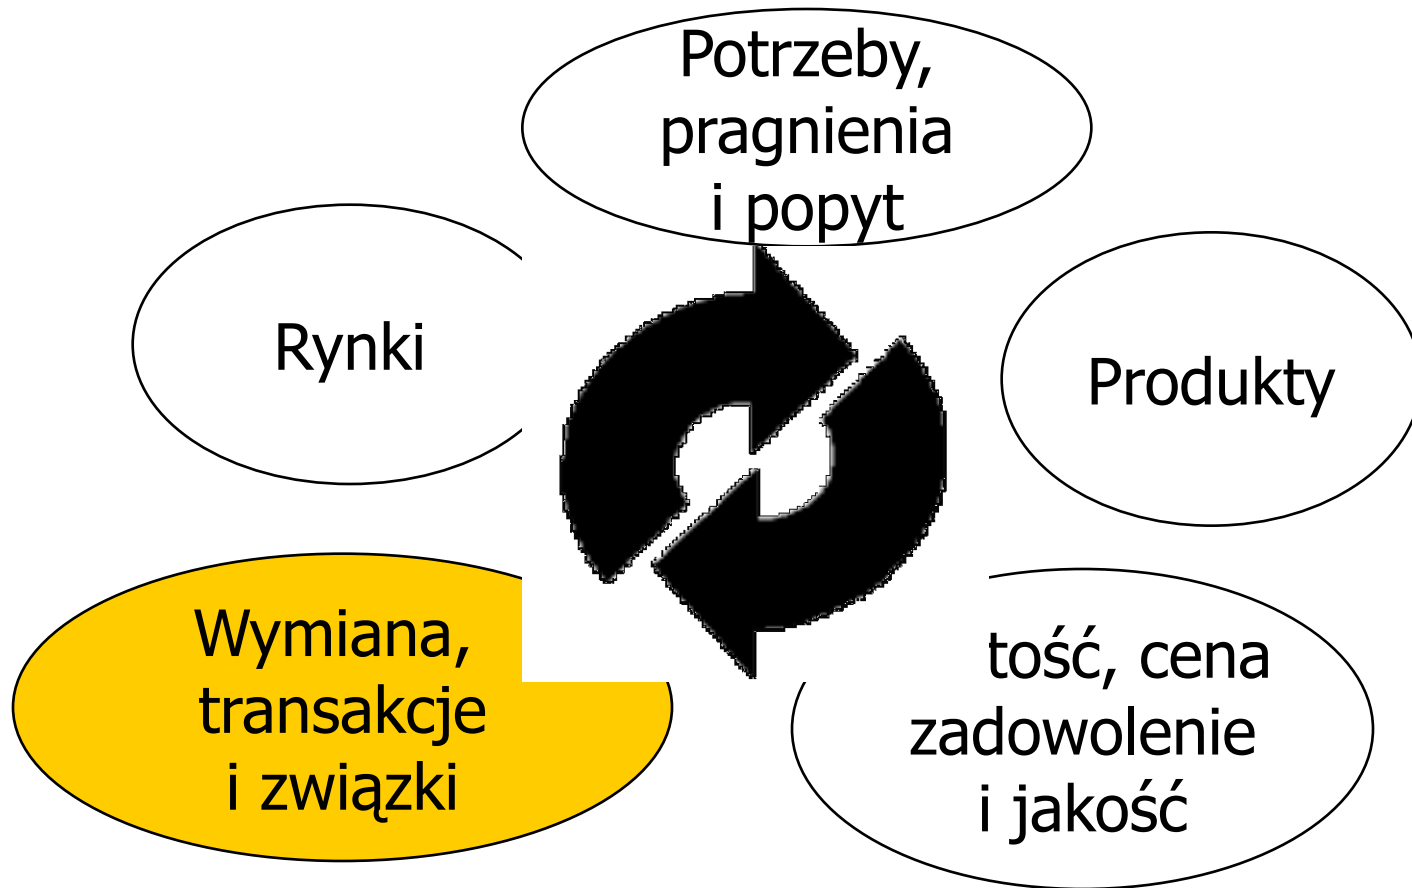 Potrzeby,
pragnienia
i popyt
Rynki
Produkty
Wymiana,
transakcje
i związki
tość, cena
zadowolenie
i jakość